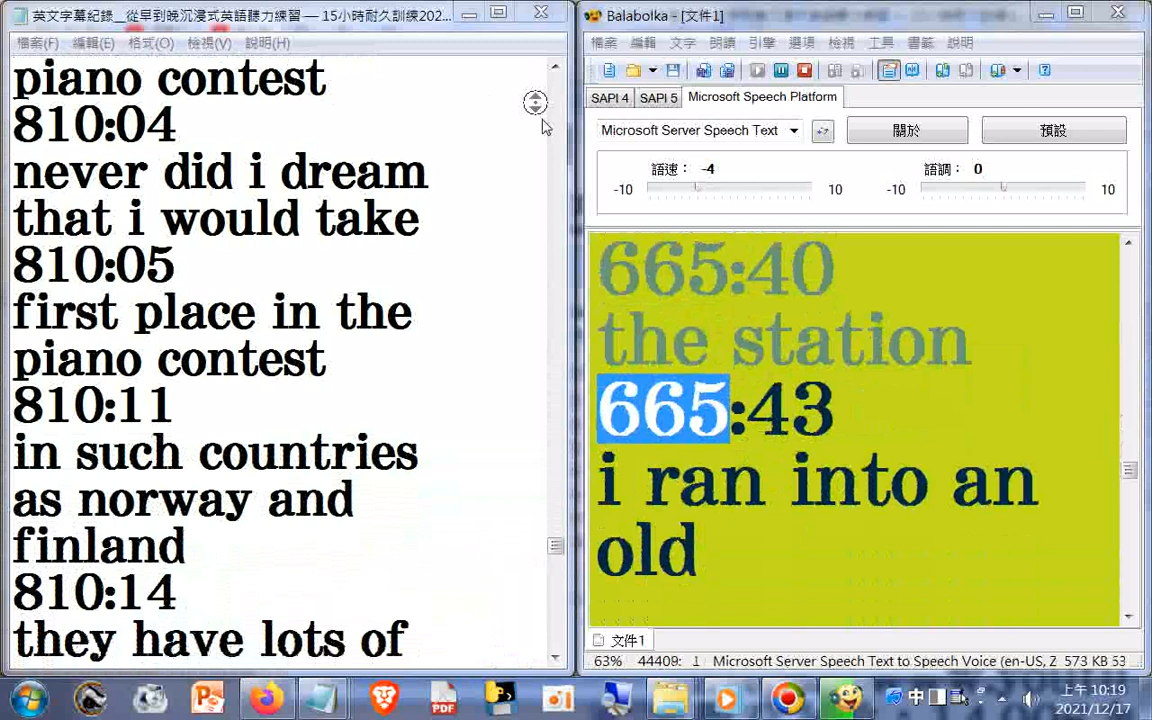 英文字幕紀錄__從早到晚沉浸式英語聽力練習 — 15小時耐久訓練202...
檔案(F) 編輯(E) 格式(O) 檢視(V) 說明(H)
piano contest
810:04
never did i dream
that i would take
810:05
first place in the
piano contest
810:11
in such countries
as norway and
finland
810:14
they have lots of
Balabolka - [文件1]
檔案 編輯 文字 朗讀 引擎 選項 檢視 工具 書籤 說明
SAPI 4 SAPI 5 Microsoft Speech Platform
Microsoft Server Speech Text 關於 預設
語速： -4 語調： 0
-10 10 -10 10
665:40
the station
665:43
i ran into an
old
文件1
63% 44409: 1 Microsoft Server Speech Text to Speech Voice (en-US, Z 573 KB 53
PDF 中 上午 10:19
2021/12/17